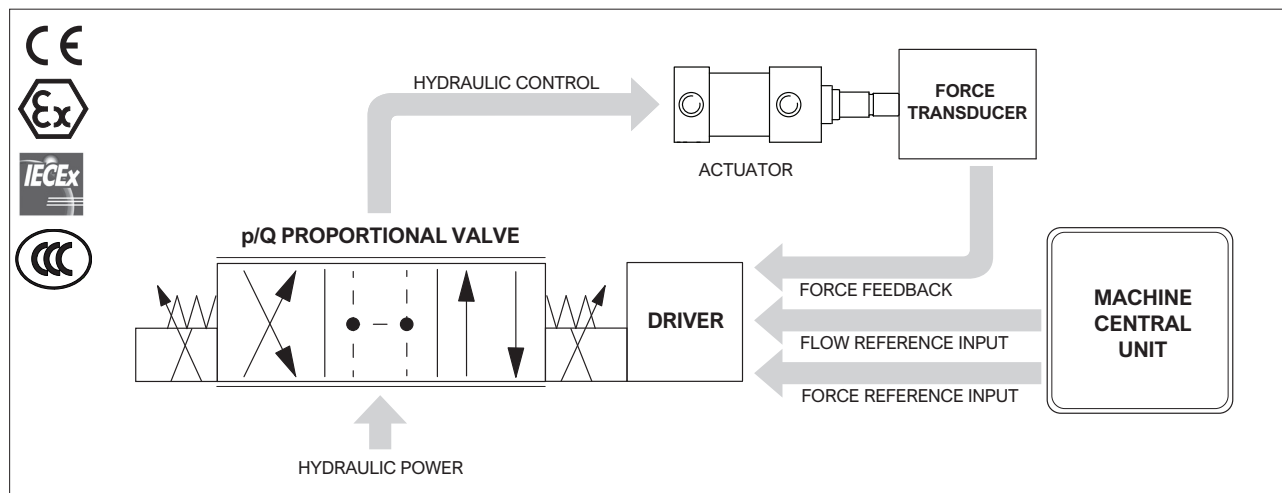 CE
Ex
IECEx
CCC
HYDRAULIC CONTROL
FORCE
TRANSDUCER
ACTUATOR
p/Q PROPORTIONAL VALVE
DRIVER
FORCE FEEDBACK
FLOW REFERENCE INPUT
FORCE REFERENCE INPUT
MACHINE
CENTRAL
UNIT
HYDRAULIC POWER